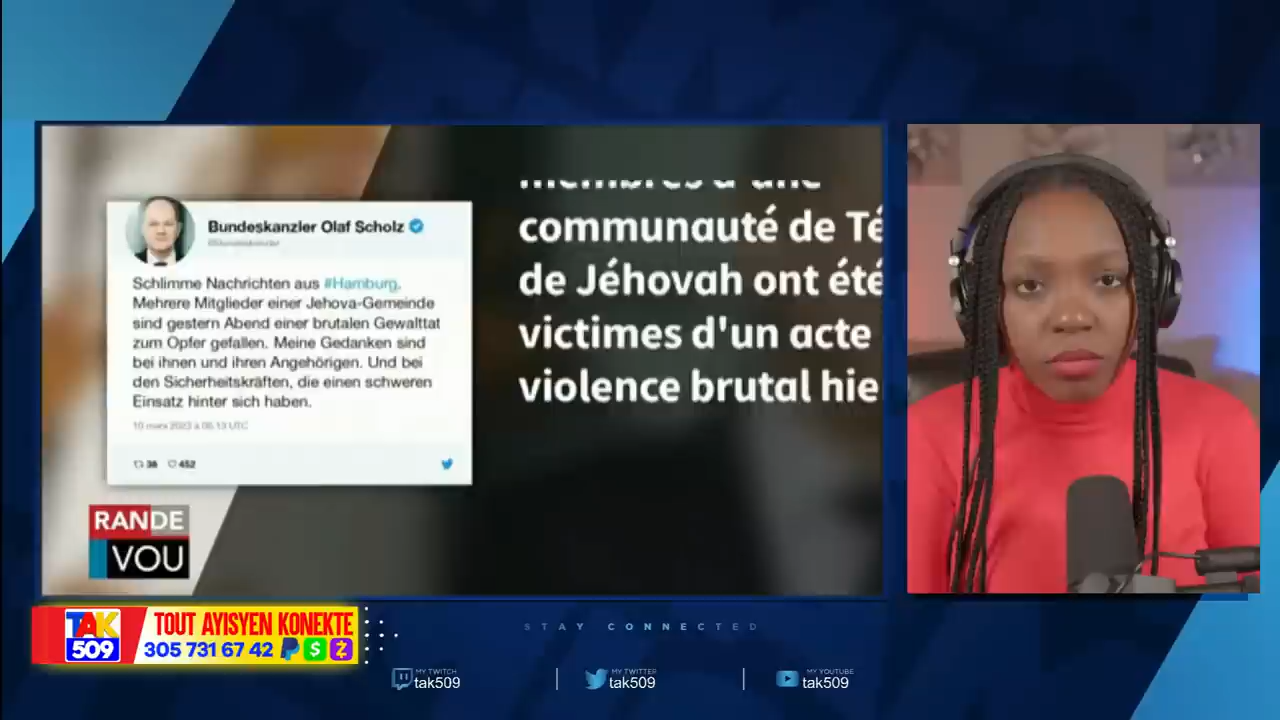 Bundeskanzler Olaf Scholz
Schlimme Nachrichten aus #Hamburg.
Mehrere Mitglieder einer Jehova-Gemeinde
sind gestern Abend einer brutalen Gewalttat
zum Opfer gefallen. Meine Gedanken sind
bei ihnen und ihren Angehörigen. Und bei
den Sicherheitskräften, die einen schweren
Einsatz hinter sich haben.
10 mars 2023 à 06:13 UTC
38 452
membres d'une
communauté de Té
de Jéhovah ont été
victimes d'un acte
violence brutal hie
RANDE
VOU
TAK
509
TOUT AYISYEN KONEKTE
305 731 67 42
STAY CONNECTED
MY TWITCH
tak509
MY TWITTER
tak509
MY YOUTUBE
tak509